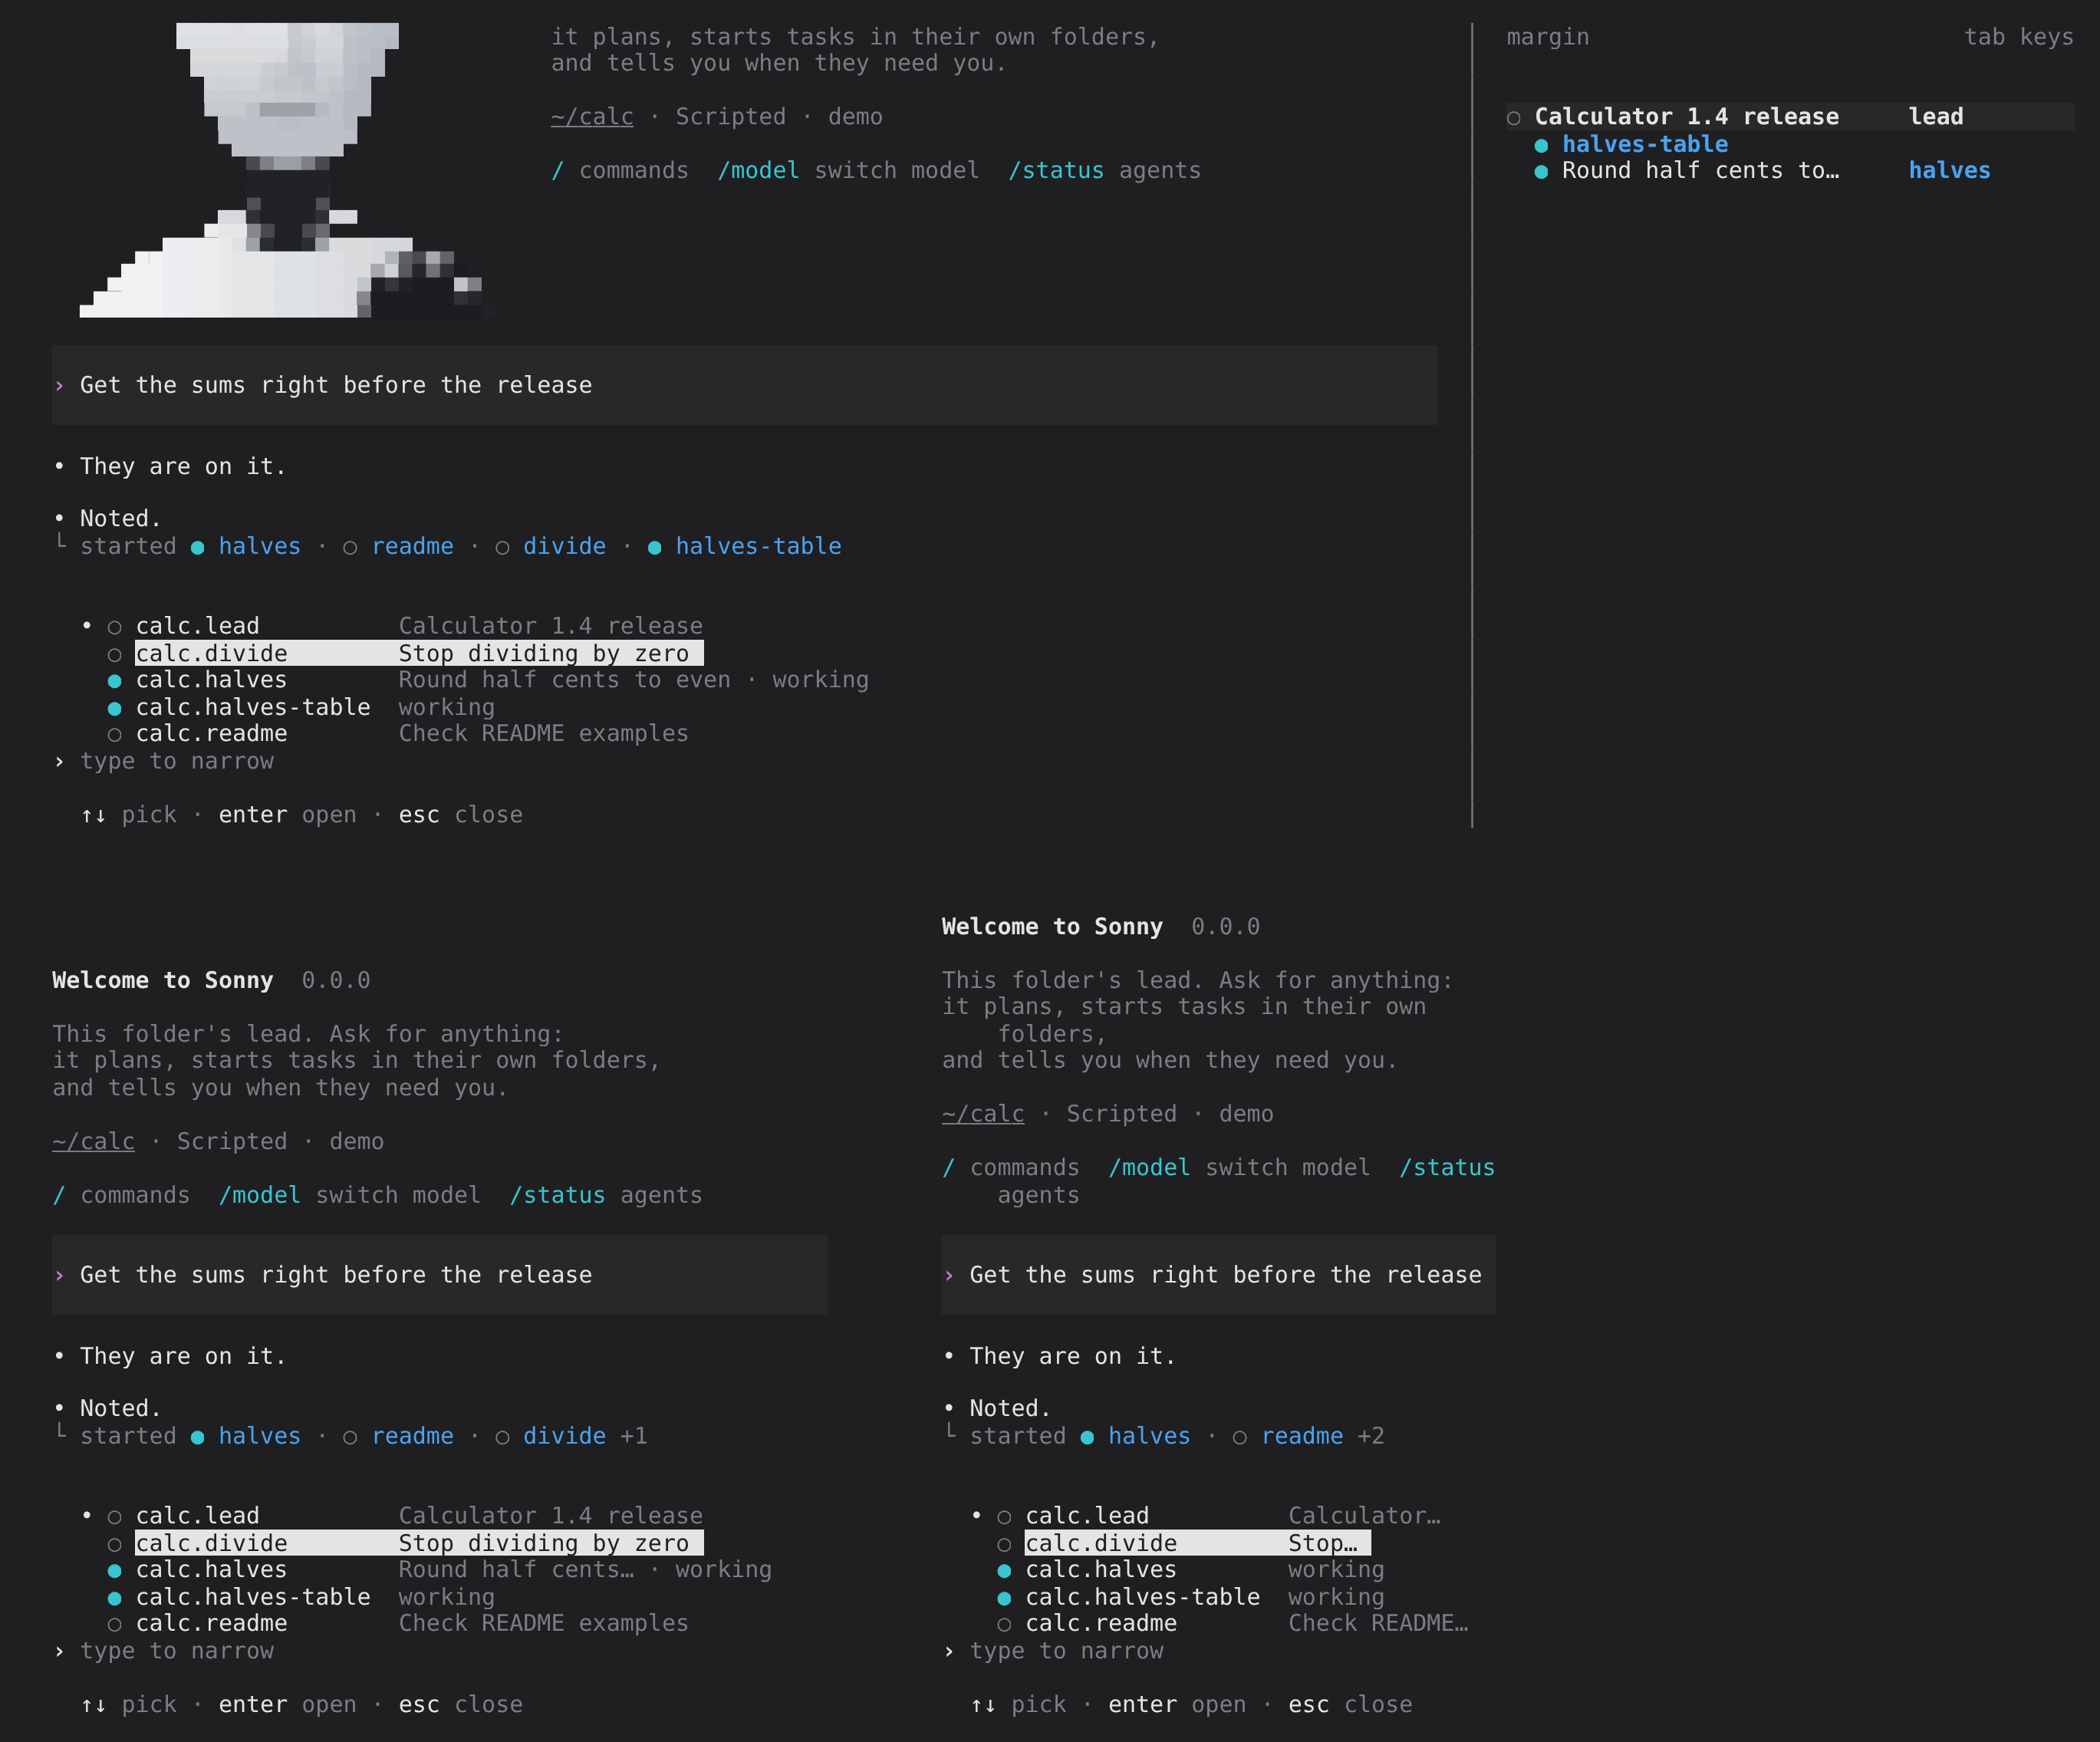 it plans, starts tasks in their own folders,
and tells you when they need you.
~/calc · Scripted · demo
/ commands  /model switch model  /status agents
margin tab keys
○ Calculator 1.4 release lead
● halves-table
● Round half cents to… halves
› Get the sums right before the release
• They are on it.
• Noted.
└ started ● halves · ○ readme · ○ divide · ● halves-table
• ○ calc.lead Calculator 1.4 release
○ calc.divide Stop dividing by zero
● calc.halves Round half cents to even · working
● calc.halves-table working
○ calc.readme Check README examples
› type to narrow
↑↓ pick · enter open · esc close
Welcome to Sonny 0.0.0
This folder's lead. Ask for anything:
it plans, starts tasks in their own folders,
and tells you when they need you.
~/calc · Scripted · demo
/ commands  /model switch model  /status agents
› Get the sums right before the release
• They are on it.
• Noted.
└ started ● halves · ○ readme · ○ divide +1
• ○ calc.lead Calculator 1.4 release
○ calc.divide Stop dividing by zero
● calc.halves Round half cents… · working
● calc.halves-table working
○ calc.readme Check README examples
› type to narrow
↑↓ pick · enter open · esc close
Welcome to Sonny 0.0.0
This folder's lead. Ask for anything:
it plans, starts tasks in their own
folders,
and tells you when they need you.
~/calc · Scripted · demo
/ commands  /model switch model  /status
agents
› Get the sums right before the release
• They are on it.
• Noted.
└ started ● halves · ○ readme +2
• ○ calc.lead Calculator…
○ calc.divide Stop…
● calc.halves working
● calc.halves-table working
○ calc.readme Check README…
› type to narrow
↑↓ pick · enter open · esc close